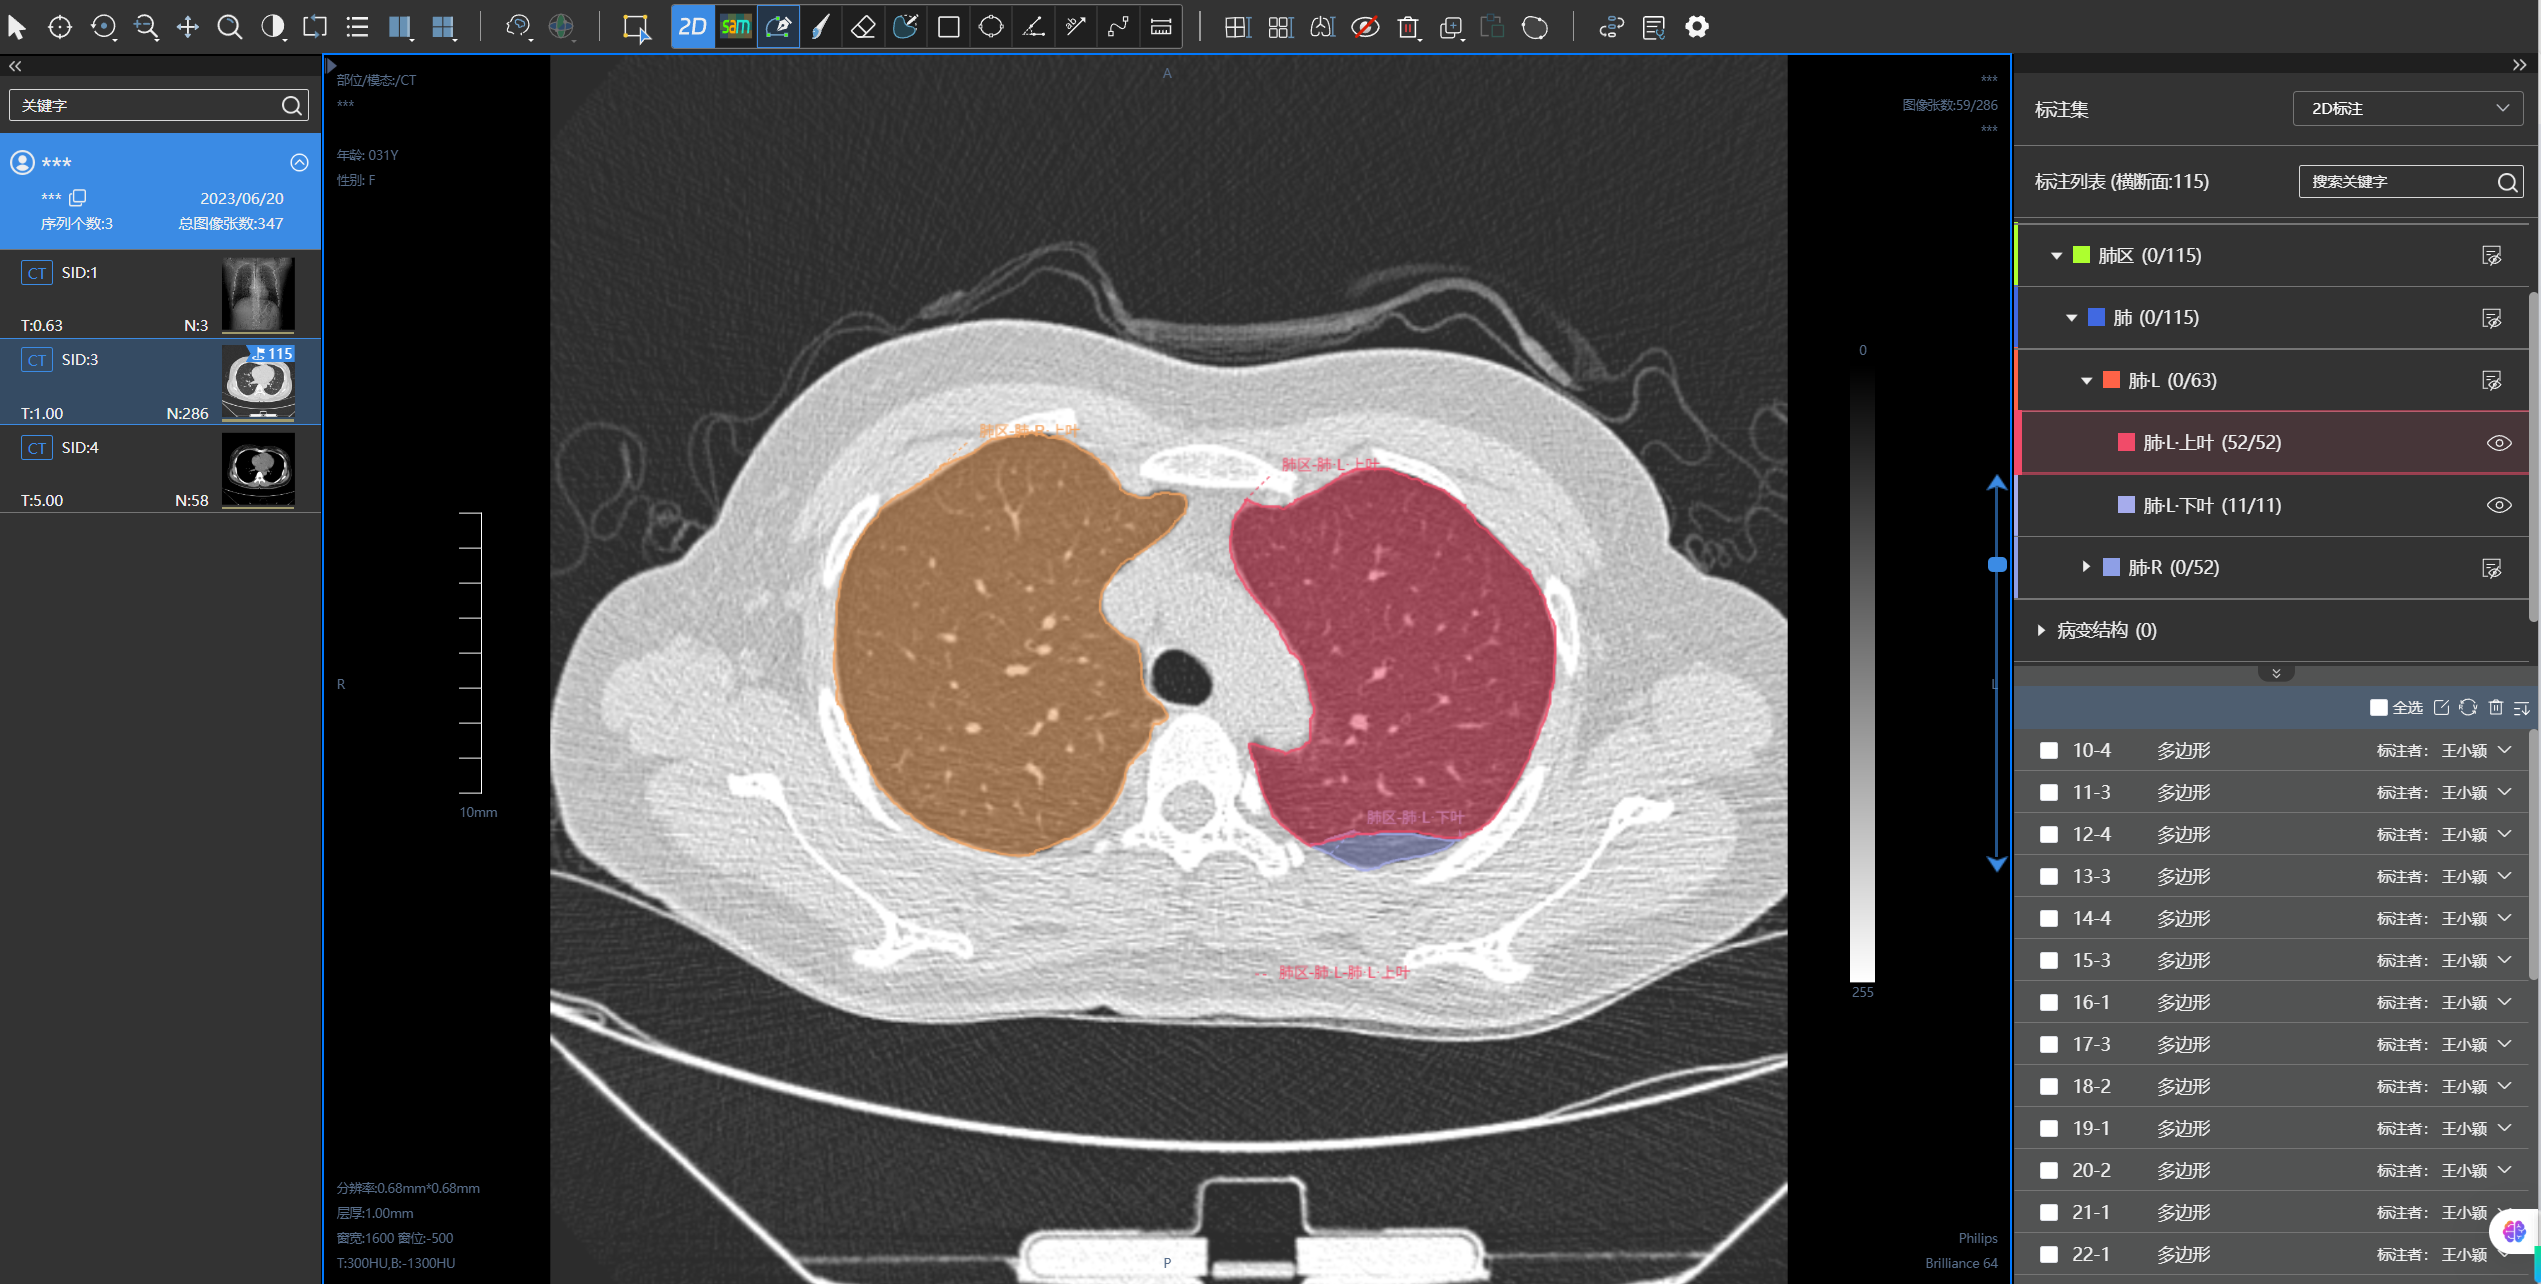 2D sam
关键字
***
*** 2023/06/20
序列个数:3 总图像张数:347
CT SID:1
T:0.63 N:3
CT SID:3
115
T:1.00 N:286
CT SID:4
T:5.00 N:58
部位/模态:/CT
***
年龄: 031Y
性别: F
A
***
图像张数:59/286
***
肺区-肺·R·上叶
肺区-肺·L·上叶
R
L
10mm
0
255
肺区-肺·L·下叶
肺区-肺·L-肺·L·上叶
分辨率:0.68mm*0.68mm
层厚:1.00mm
窗宽:1600 窗位:-500
T:300HU,B:-1300HU
P
Philips
Brilliance 64
标注集 2D标注
标注列表 (横断面:115) 搜索关键字
肺区 (0/115)
肺 (0/115)
肺·L (0/63)
肺·L·上叶 (52/52)
肺·L·下叶 (11/11)
肺·R (0/52)
病变结构 (0)
全选
10-4 多边形 标注者: 王小颖
11-3 多边形 标注者: 王小颖
12-4 多边形 标注者: 王小颖
13-3 多边形 标注者: 王小颖
14-4 多边形 标注者: 王小颖
15-3 多边形 标注者: 王小颖
16-1 多边形 标注者: 王小颖
17-3 多边形 标注者: 王小颖
18-2 多边形 标注者: 王小颖
19-1 多边形 标注者: 王小颖
20-2 多边形 标注者: 王小颖
21-1 多边形 标注者: 王小颖
22-1 多边形 标注者: 王小颖